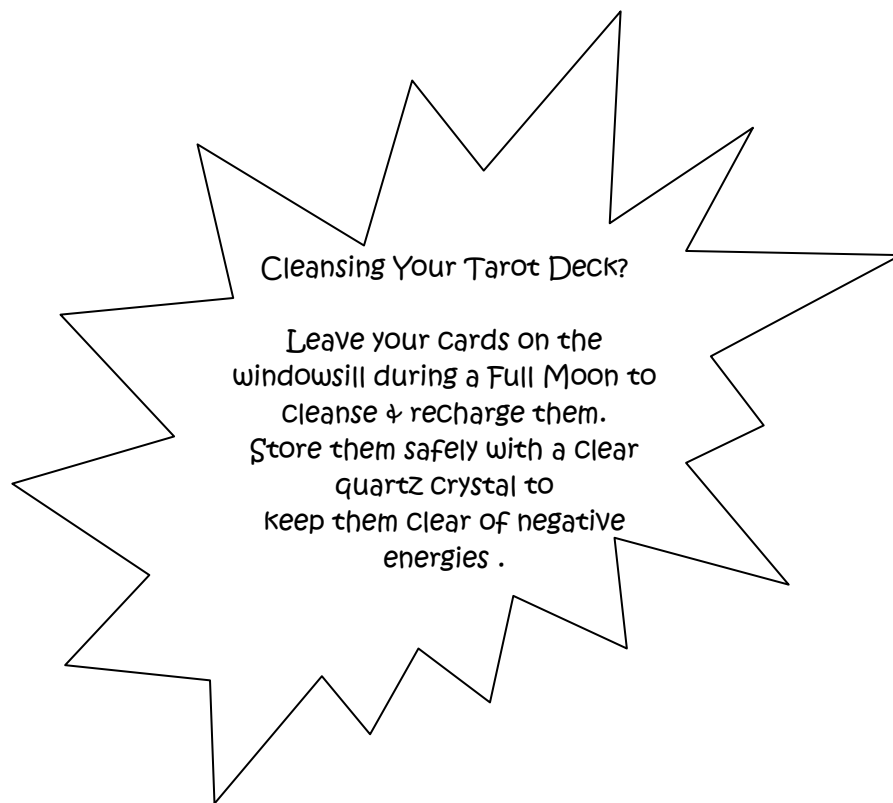 Cleansing Your Tarot Deck?
Leave your cards on the
windowsill during a Full Moon to
cleanse & recharge them.
Store them safely with a clear
quartz crystal to
keep them clear of negative
energies .